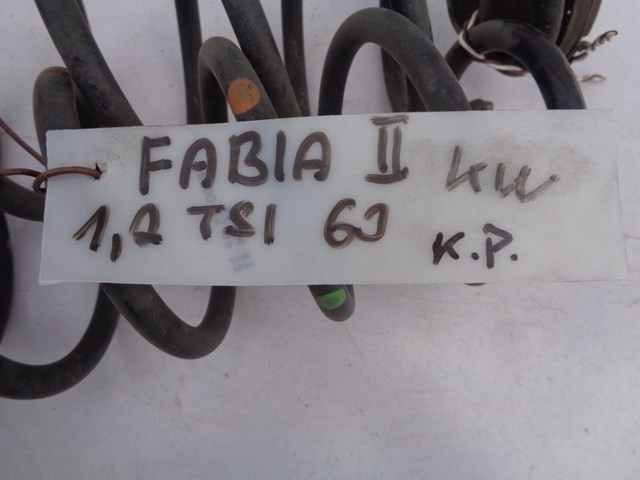 FABIA II KW
1,2 TSI 63
K.P.